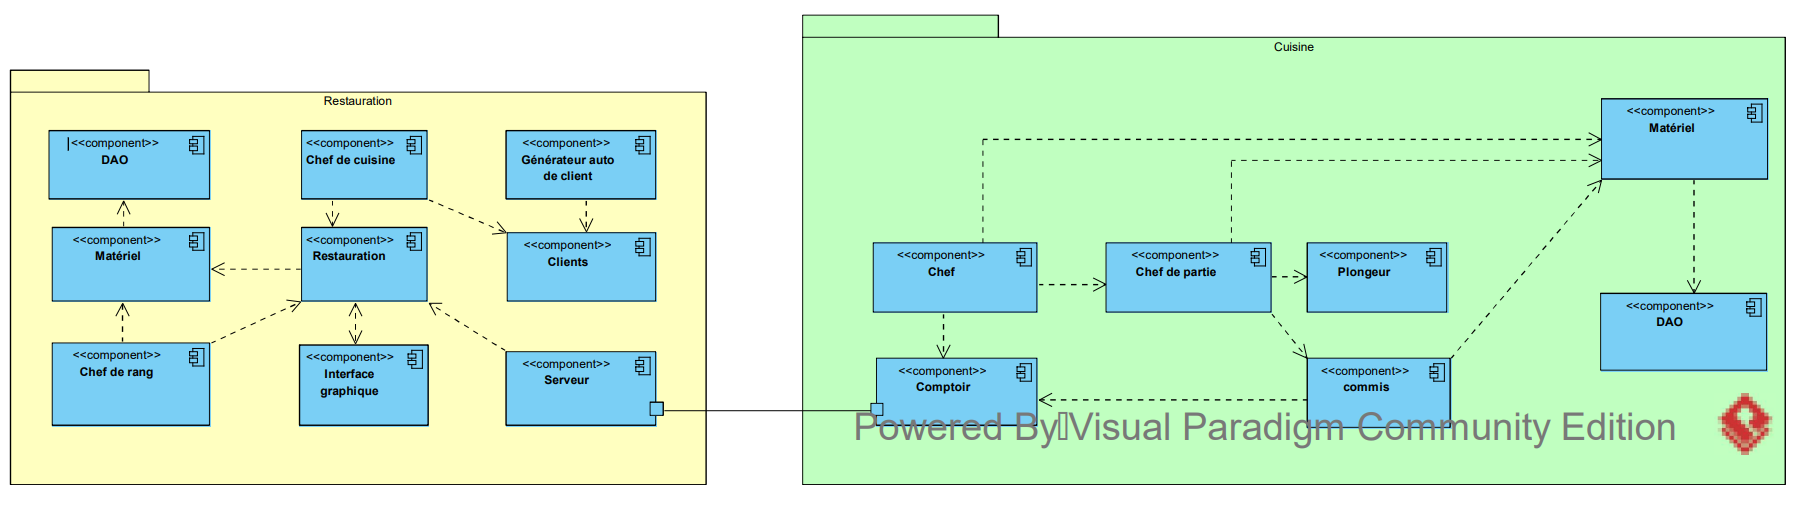 Restauration
<<component>>
DAO
<<component>>
Chef de cuisine
<<component>>
Générateur auto
de client
<<component>>
Matériel
<<component>>
Restauration
<<component>>
Clients
<<component>>
Chef de rang
<<component>>
Interface
graphique
<<component>>
Serveur
Cuisine
<<component>>
Matériel
<<component>>
Chef
<<component>>
Chef de partie
<<component>>
Plongeur
<<component>>
DAO
<<component>>
Comptoir
<<component>>
commis
Powered By Visual Paradigm Community Edition